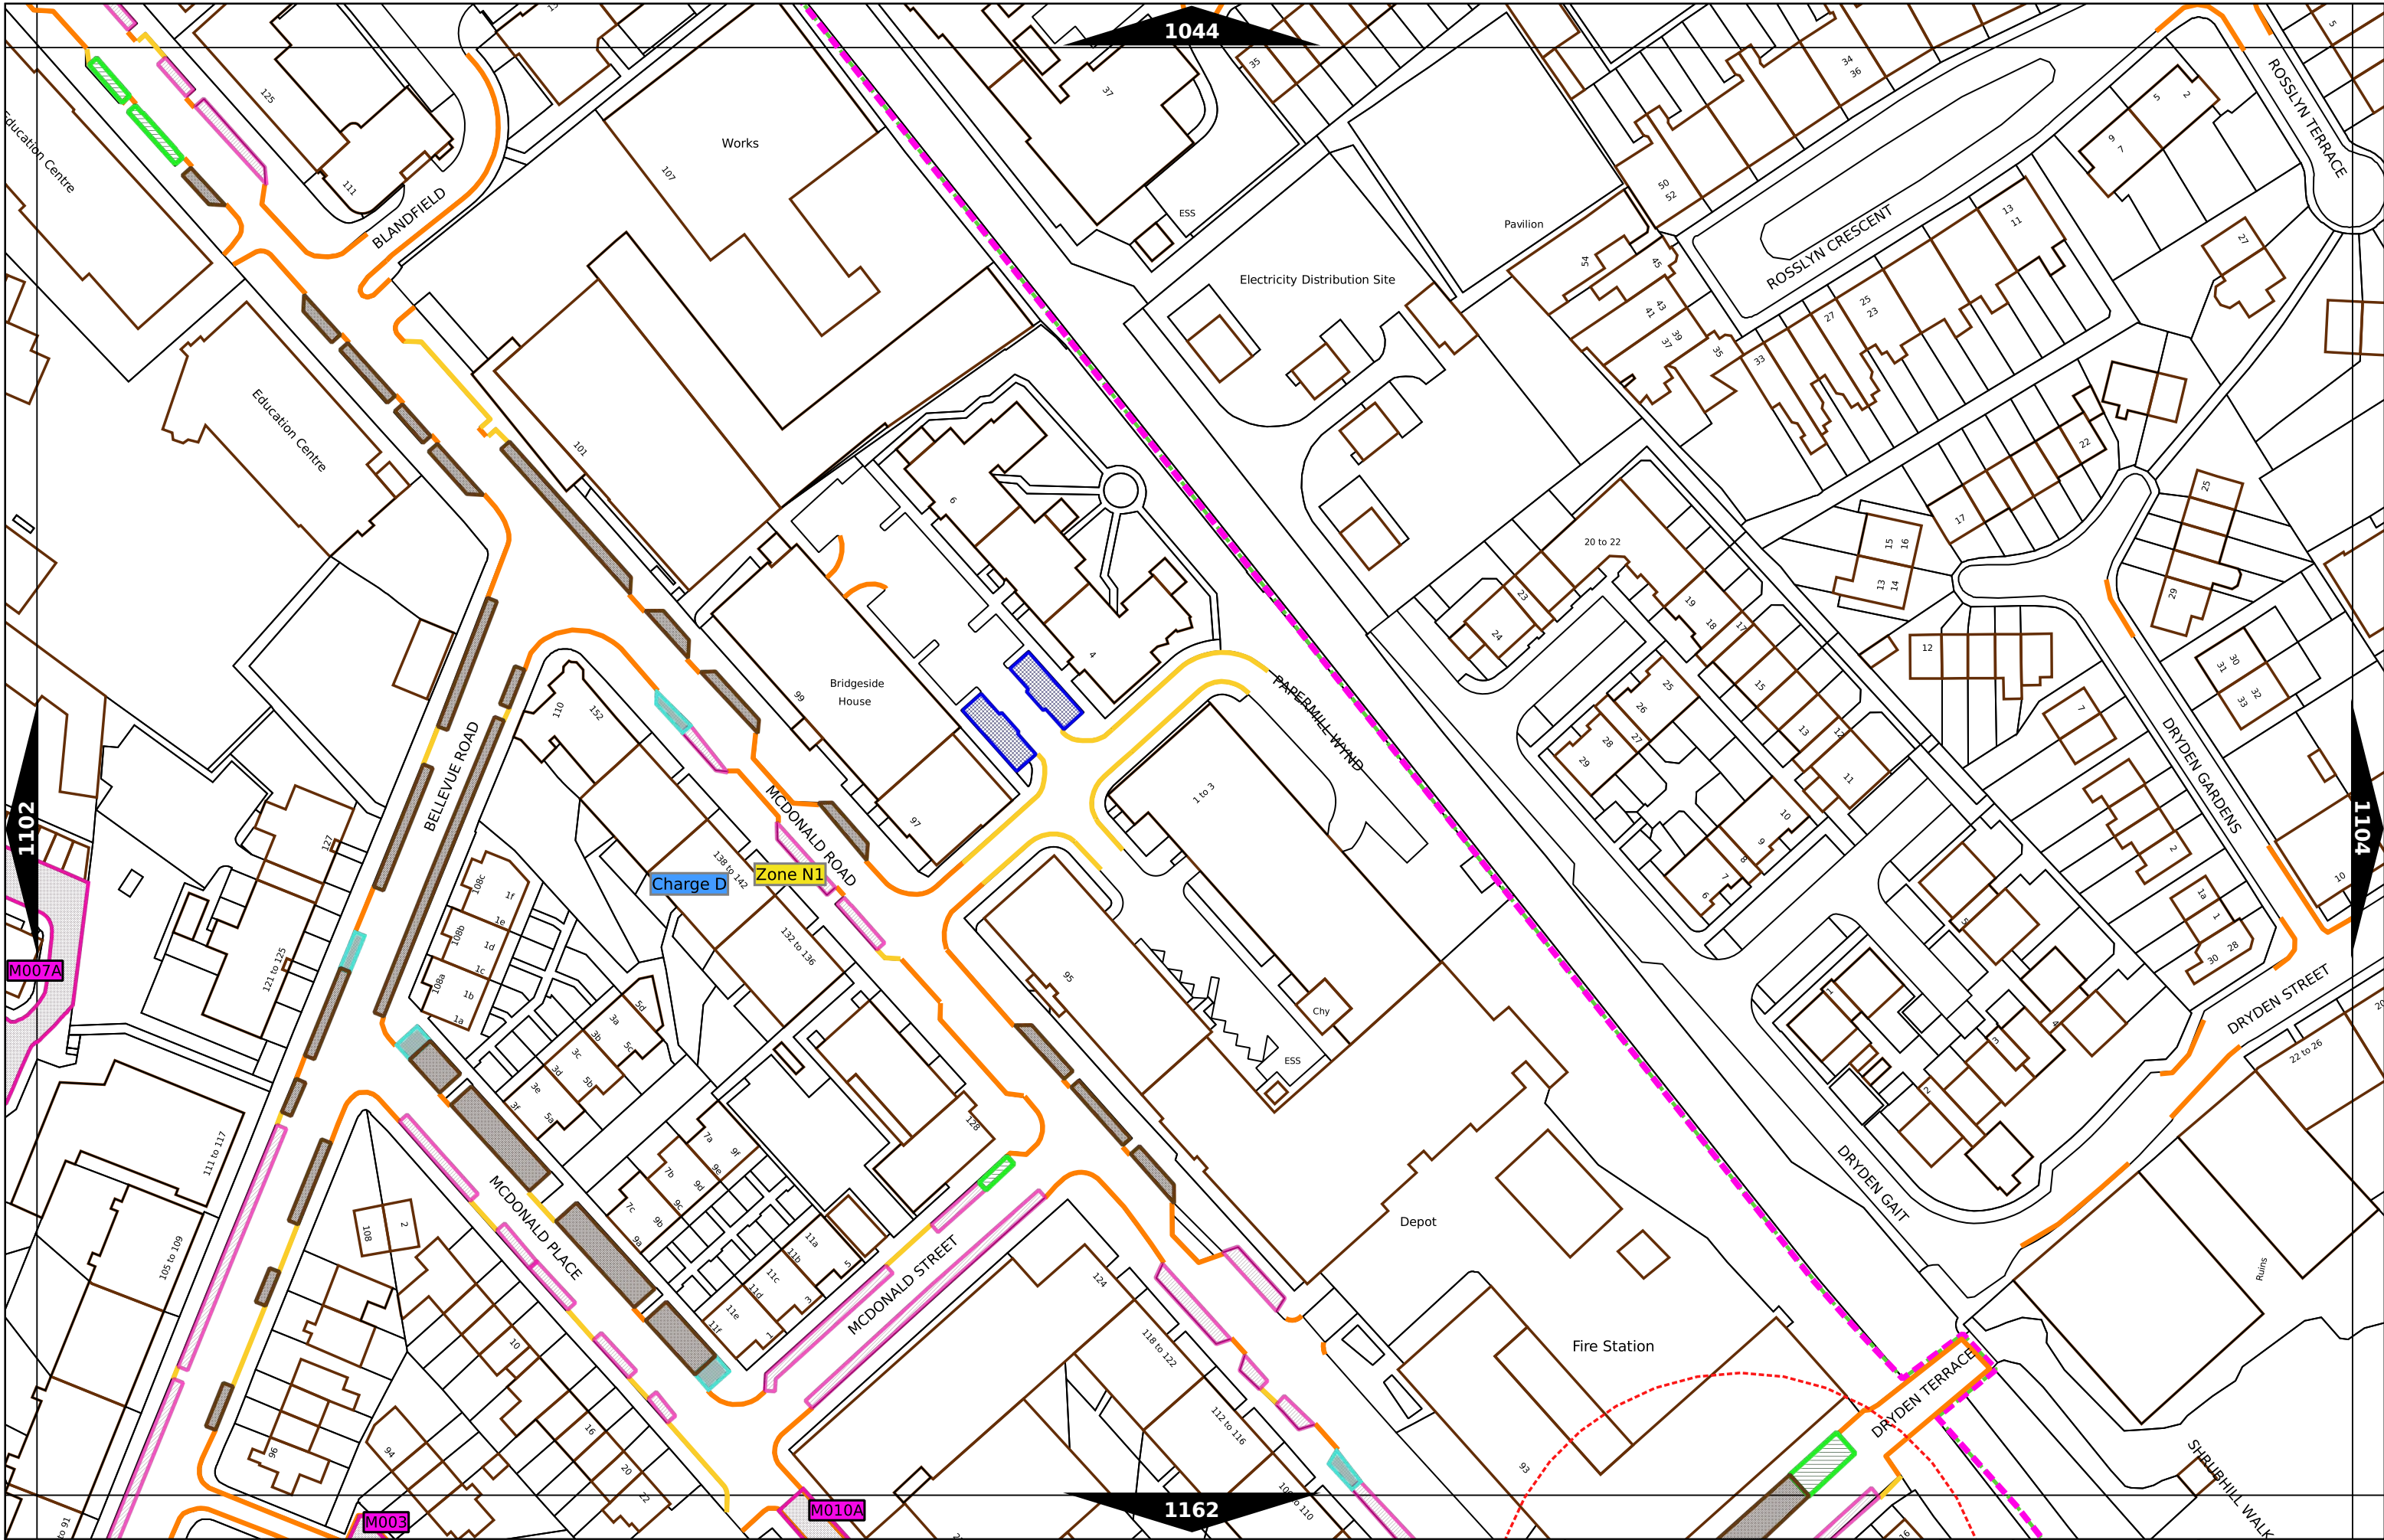 1044
1102
1104
1162
125
111
BLANDFIELD
Education Centre
Education Centre
Works
107
101
37
35
ESS
Electricity Distribution Site
Pavilion
34
36
50
52
54
45
43
41
39
37
35
33
ROSSLYN CRESCENT
ROSSLYN TERRACE
5
5
2
9
7
13
11
27
25
23
27
22
17
15
16
13
14
12
25
29
30
31
32
33
7
2
1a
1
28
30
10
DRYDEN GARDENS
DRYDEN STREET
22 to 26
20 to 22
23
24
19
18
17
15
13
12
11
25
26
27
28
29
10
9
8
7
6
5
4
3
2
1
DRYDEN GAIT
Ruins
6
4
Bridgeside
House
99
97
PAPERMILL WYND
1 to 3
Chy
ESS
95
Depot
Fire Station
93
DRYDEN TERRACE
SHRUBHILL WALK
16
BELLEVUE ROAD
110
152
MCDONALD ROAD
138 to 142
Charge D
Zone N1
132 to 136
127
121 to 125
111 to 117
105 to 109
108c
108b
108a
1f
1e
1d
1c
1b
1a
3a
3b
3c
3d
3e
3f
5a
5b
5c
5d
7a
7b
7c
9a
9b
9c
9d
9e
9f
11a
11b
11c
11d
11e
11f
1
3
5
128
MCDONALD PLACE
MCDONALD STREET
124
118 to 122
112 to 116
108
2
10
16
20
22
94
96
M007A
M003
M010A